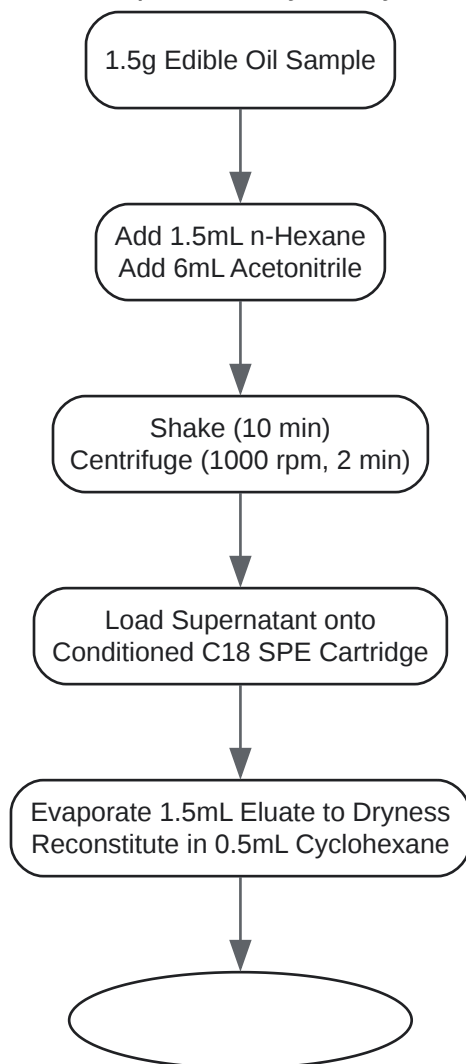 1.5g Edible Oil Sample
Add 1.5mL n-Hexane
Add 6mL Acetonitrile
Shake (10 min)
Centrifuge (1000 rpm, 2 min)
Load Supernatant onto
Conditioned C18 SPE Cartridge
Evaporate 1.5mL Eluate to Dryness
Reconstitute in 0.5mL Cyclohexane